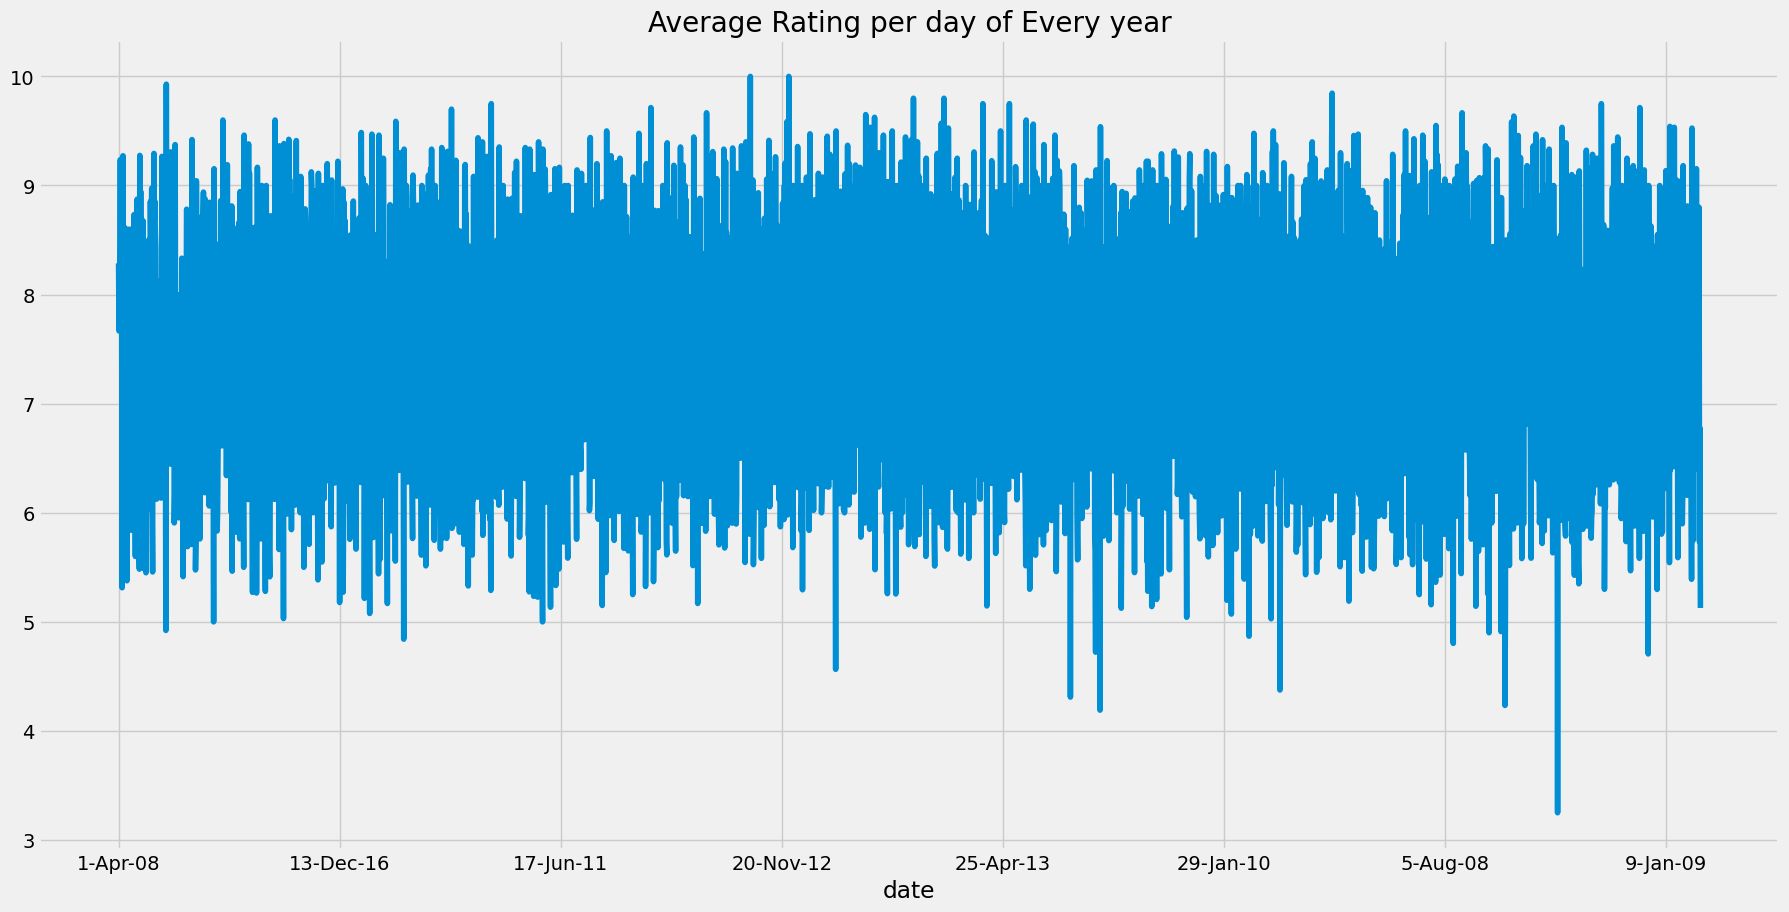 Average Rating per day of Every year
10
9
8
7
6
5
4
3
1-Apr-08 13-Dec-16 17-Jun-11 20-Nov-12 25-Apr-13 29-Jan-10 5-Aug-08 9-Jan-09
date